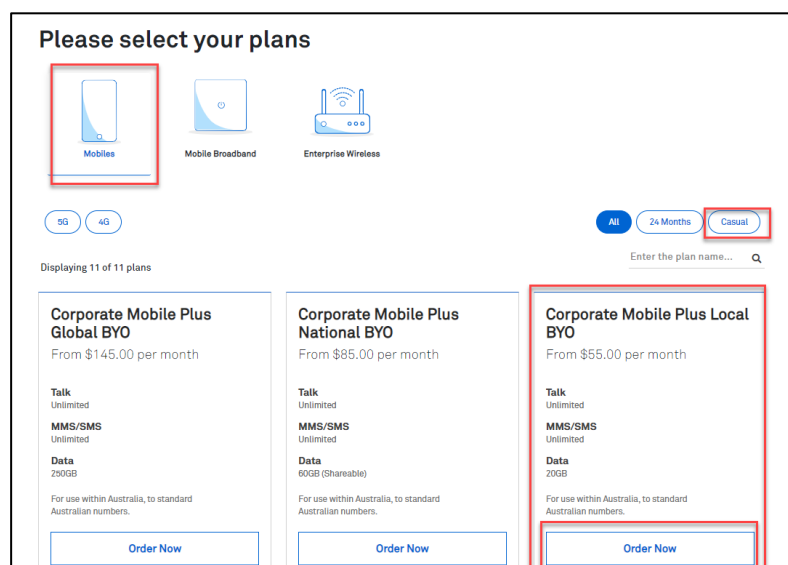 Please select your plans
Mobiles
Mobile Broadband
Enterprise Wireless
5G
4G
All
24 Months
Casual
Enter the plan name...
Displaying 11 of 11 plans
Corporate Mobile Plus
Global BYO
From $145.00 per month
Talk
Unlimited
MMS/SMS
Unlimited
Data
250GB
For use within Australia, to standard
Australian numbers.
Order Now
Corporate Mobile Plus
National BYO
From $85.00 per month
Talk
Unlimited
MMS/SMS
Unlimited
Data
60GB (Shareable)
For use within Australia, to standard
Australian numbers.
Order Now
Corporate Mobile Plus Local
BYO
From $55.00 per month
Talk
Unlimited
MMS/SMS
Unlimited
Data
20GB
For use within Australia, to standard
Australian numbers.
Order Now